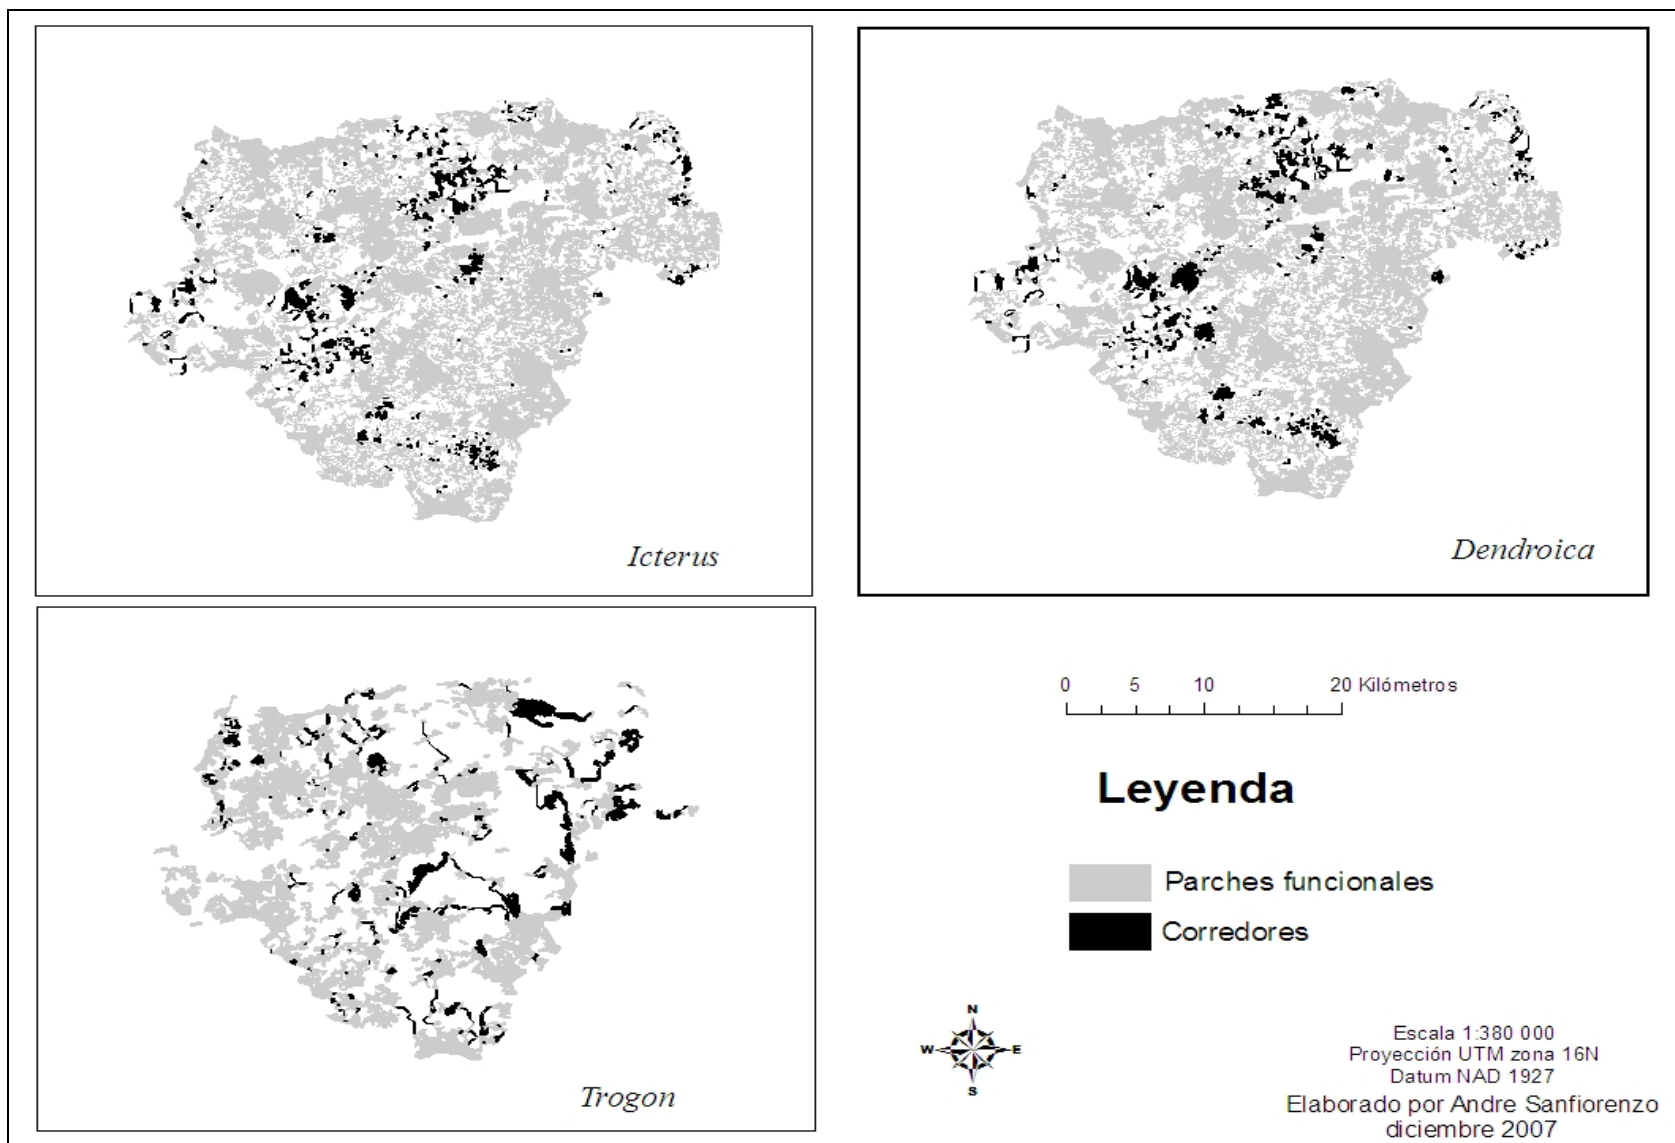 Icterus
Dendroica
Trogon
0 5 10 20 Kilómetros
Leyenda
Parches funcionales
Corredores
N
W E
S
Escala 1:380 000
Proyección UTM zona 16N
Datum NAD 1927
Elaborado por Andre Sanfiorenzo
diciembre 2007